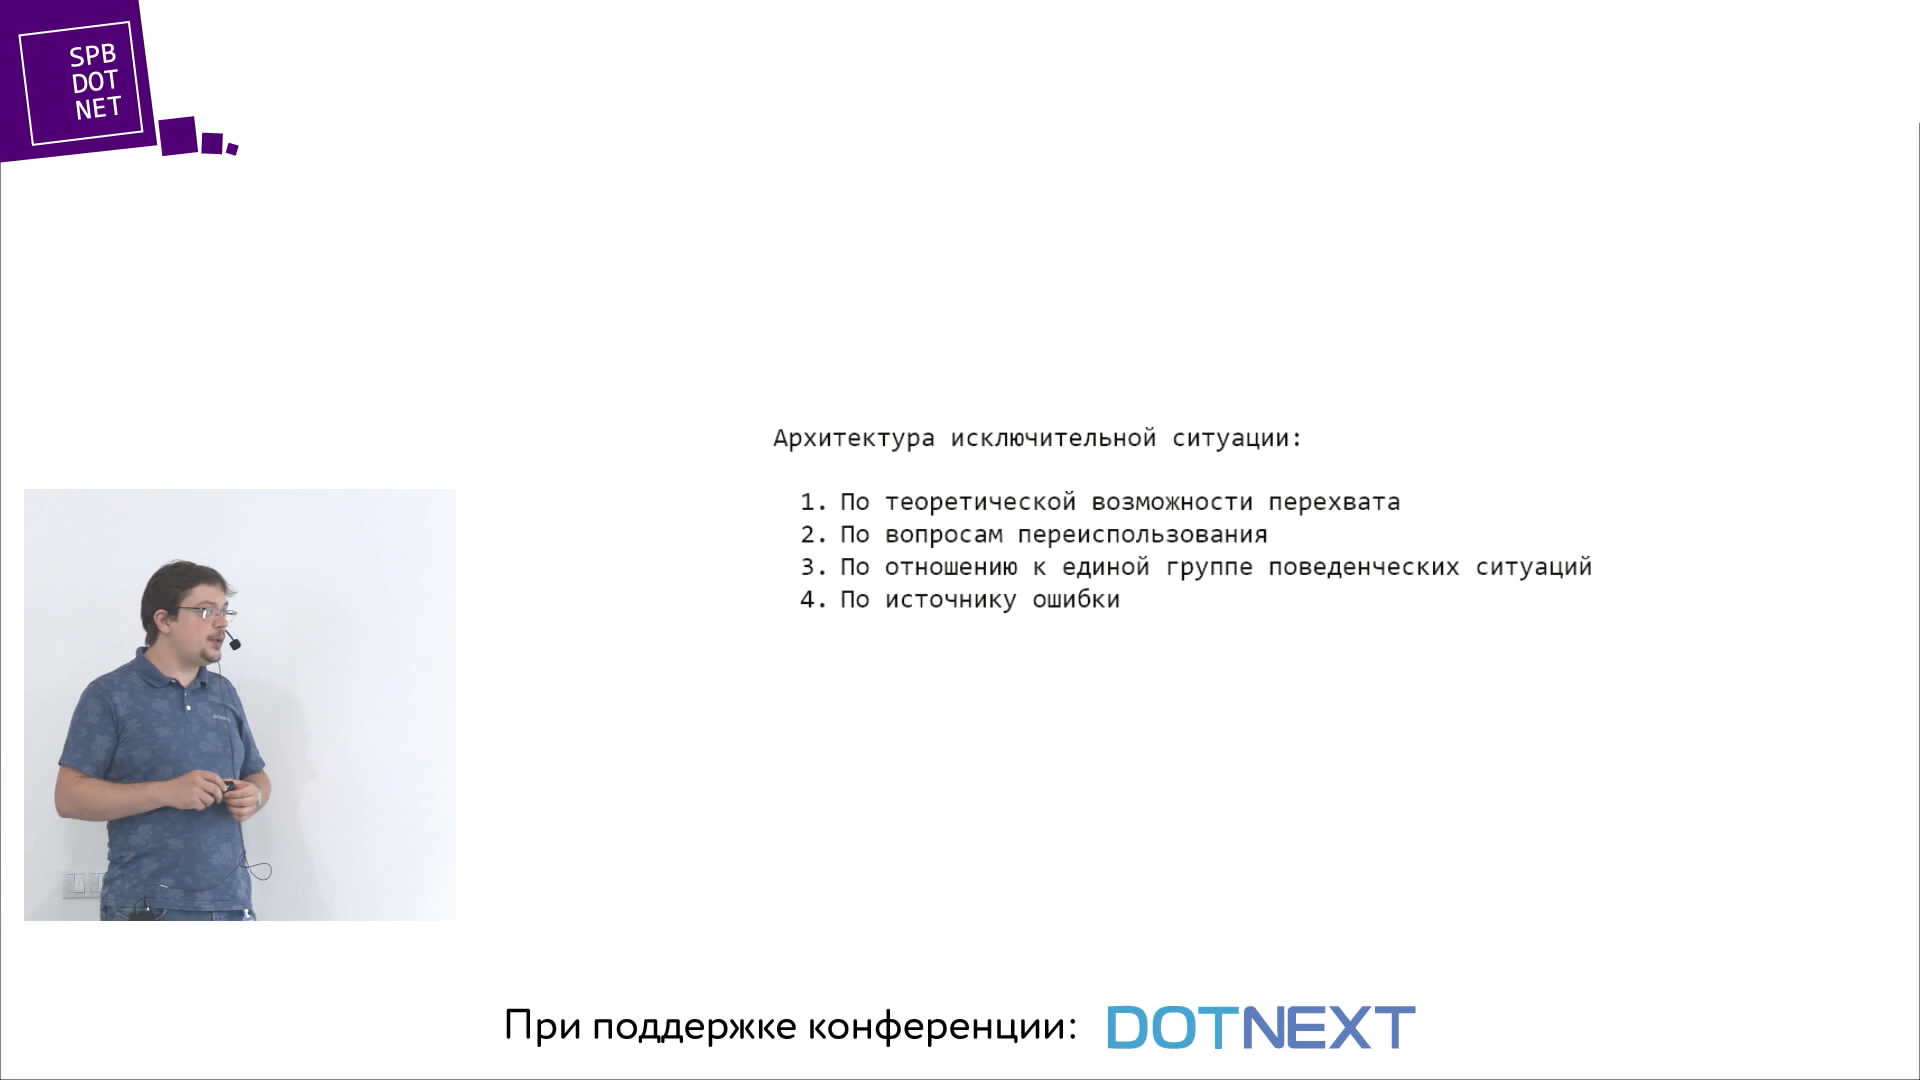 SPB
DOT
NET
Архитектура исключительной ситуации:
1. По теоретической возможности перехвата
2. По вопросам переиспользования
3. По отношению к единой группе поведенческих ситуаций
4. По источнику ошибки
При поддержке конференции: DOTNEXT